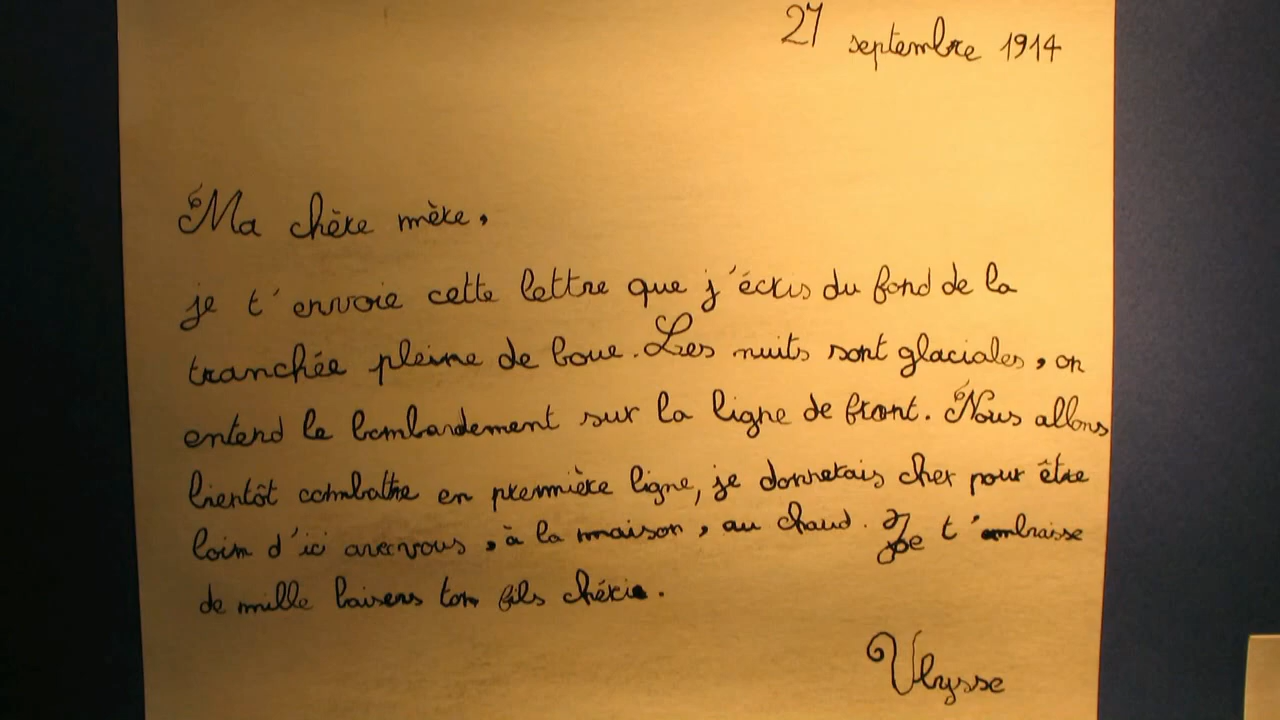 27 septembre 1914
Ma chère mère,
je t'envoie cette lettre que j'écris du fond de la
tranchée pleine de boue. Les nuits sont glaciales, on
entend le bombardement sur la ligne de front. Nous allons
bientôt combattre en première ligne, je donnerais cher pour être
loin d'ici avec vous, à la maison, au chaud. Je t'embrasse
de mille baisers ton fils chéri.
Ulysse